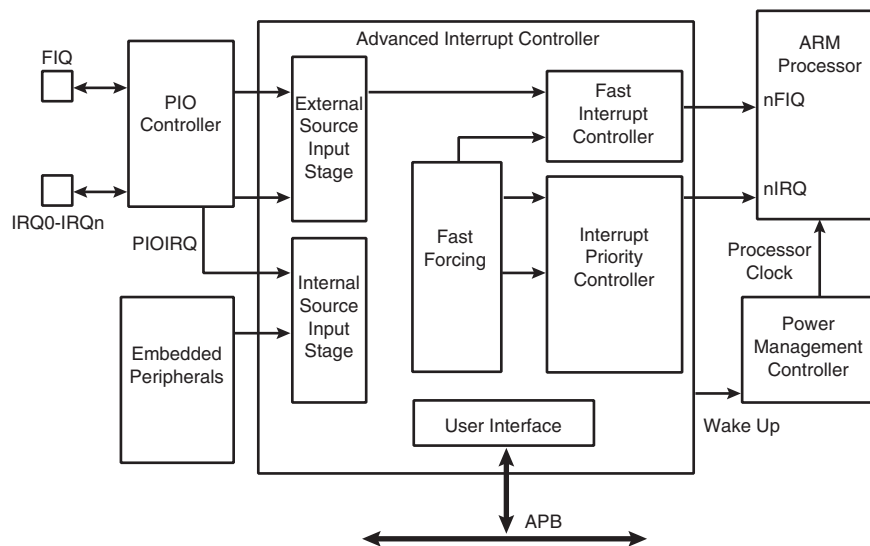 Advanced Interrupt Controller
FIQ
PIO
Controller
IRQ0-IRQn
PIOIRQ
Embedded
Peripherals
External
Source
Input
Stage
Internal
Source
Input
Stage
Fast
Forcing
Fast
Interrupt
Controller
Interrupt
Priority
Controller
User Interface
APB
ARM
Processor
nFIQ
nIRQ
Processor
Clock
Power
Management
Controller
Wake Up